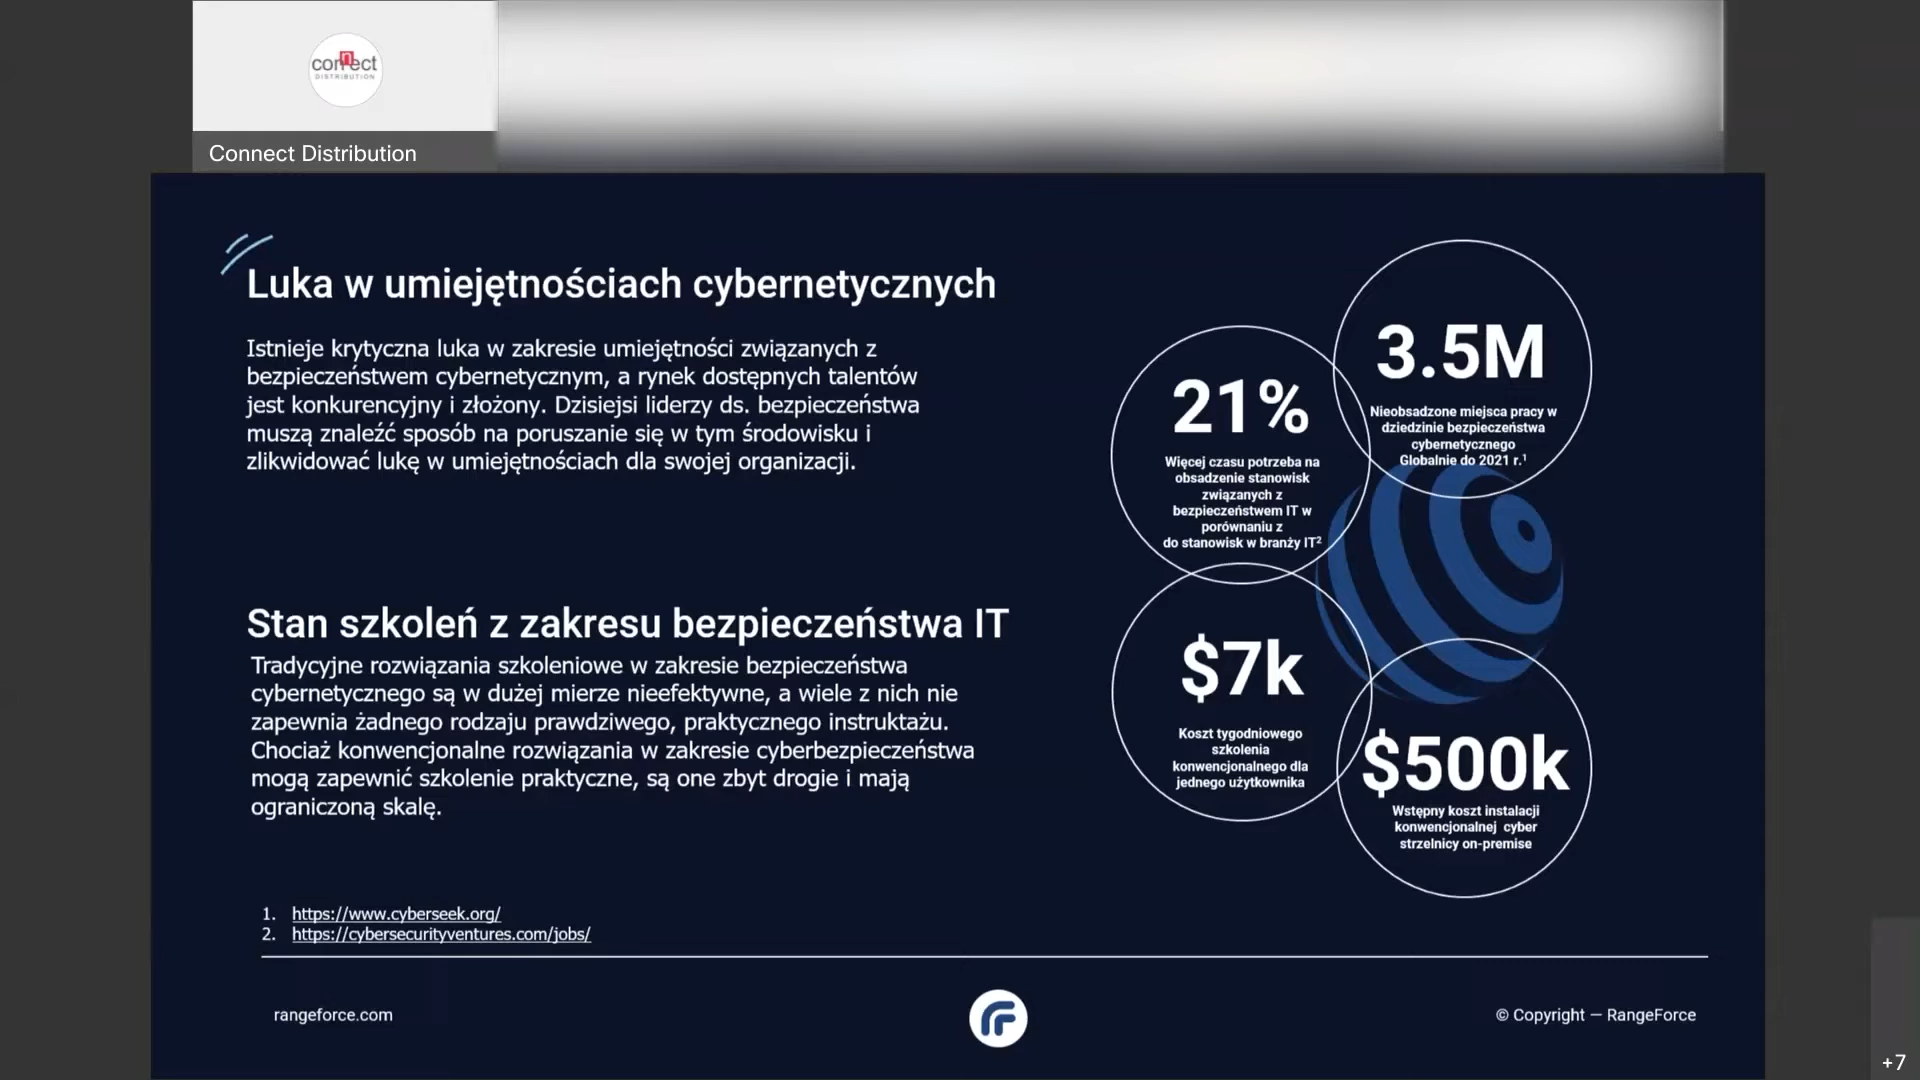 connect
DISTRIBUTION
Connect Distribution
Luka w umiejętnościach cybernetycznych
Istnieje krytyczna luka w zakresie umiejętności związanych z
bezpieczeństwem cybernetycznym, a rynek dostępnych talentów
jest konkurencyjny i złożony. Dzisiejsi liderzy ds. bezpieczeństwa
muszą znaleźć sposób na poruszanie się w tym środowisku i
zlikwidować lukę w umiejętnościach dla swojej organizacji.
Stan szkoleń z zakresu bezpieczeństwa IT
Tradycyjne rozwiązania szkoleniowe w zakresie bezpieczeństwa
cybernetycznego są w dużej mierze nieefektywne, a wiele z nich nie
zapewnia żadnego rodzaju prawdziwego, praktycznego instruktażu.
Chociaż konwencjonalne rozwiązania w zakresie cyberbezpieczeństwa
mogą zapewnić szkolenie praktyczne, są one zbyt drogie i mają
ograniczoną skalę.
21%
Więcej czasu potrzeba na
obsadzenie stanowisk
związanych z
bezpieczeństwem IT w
porównaniu z
do stanowisk w branży IT²
3.5M
Nieobsadzone miejsca pracy w
dziedzinie bezpieczeństwa
cybernetycznego
Globalnie do 2021 r.¹
$7k
Koszt tygodniowego
szkolenia
konwencjonalnego dla
jednego użytkownika
$500k
Wstępny koszt instalacji
konwencjonalnej cyber
strzelnicy on-premise
1. https://www.cyberseek.org/
2. https://cybersecurityventures.com/jobs/
rangeforce.com
© Copyright — RangeForce
+7